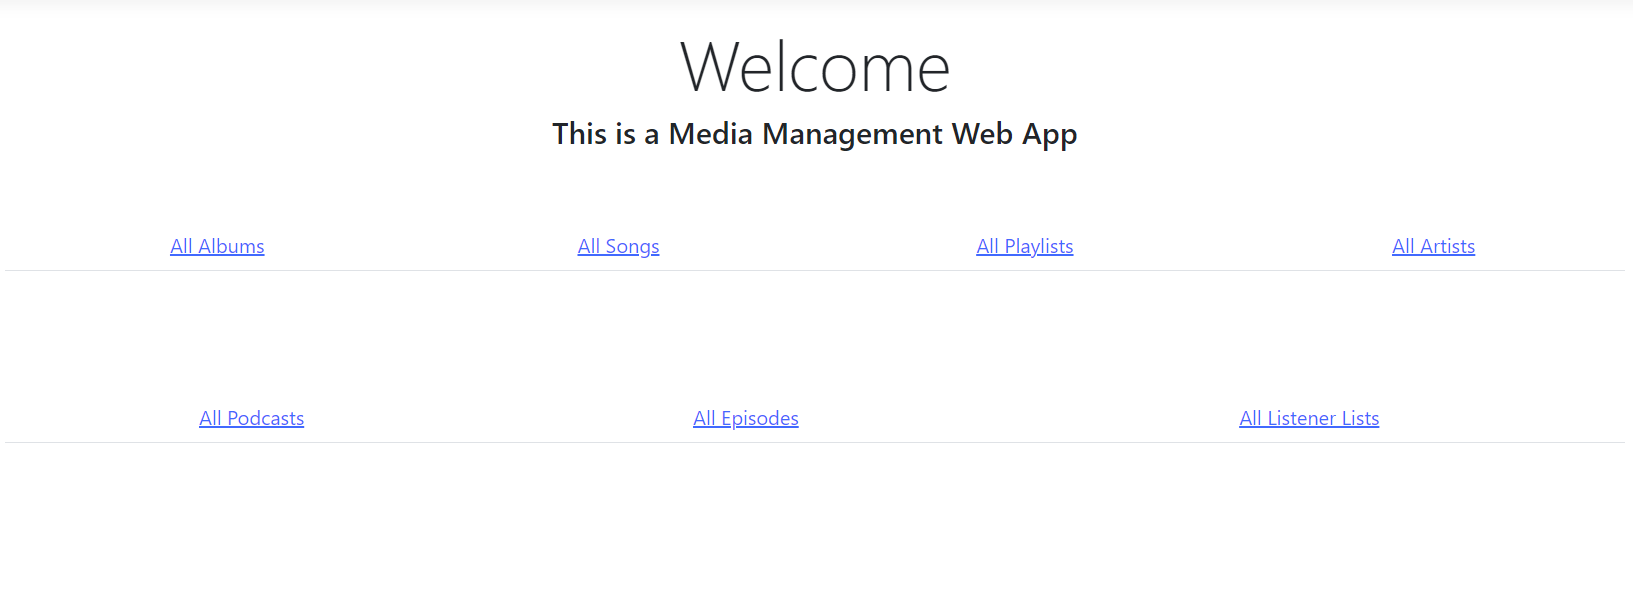 Welcome
This is a Media Management Web App
All Albums All Songs All Playlists All Artists
All Podcasts All Episodes All Listener Lists